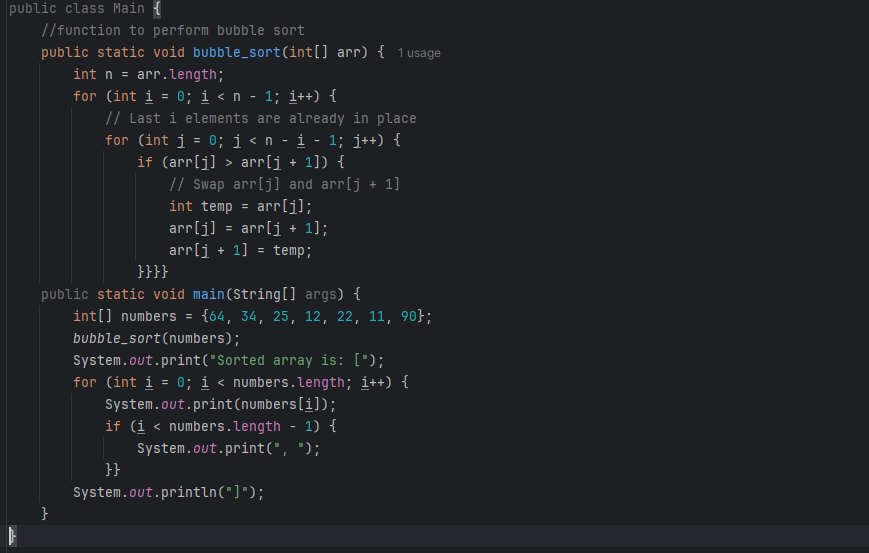 public class Main {
    //function to perform bubble sort
    public static void bubble_sort(int[] arr) {  1 usage
        int n = arr.length;
        for (int i = 0; i < n - 1; i++) {
            // Last i elements are already in place
            for (int j = 0; j < n - i - 1; j++) {
                if (arr[j] > arr[j + 1]) {
                    // Swap arr[j] and arr[j + 1]
                    int temp = arr[j];
                    arr[j] = arr[j + 1];
                    arr[j + 1] = temp;
                }}}}
    public static void main(String[] args) {
        int[] numbers = {64, 34, 25, 12, 22, 11, 90};
        bubble_sort(numbers);
        System.out.print("Sorted array is: [");
        for (int i = 0; i < numbers.length; i++) {
            System.out.print(numbers[i]);
            if (i < numbers.length - 1) {
                System.out.print(", ");
            }}
        System.out.println("]");
    }
}